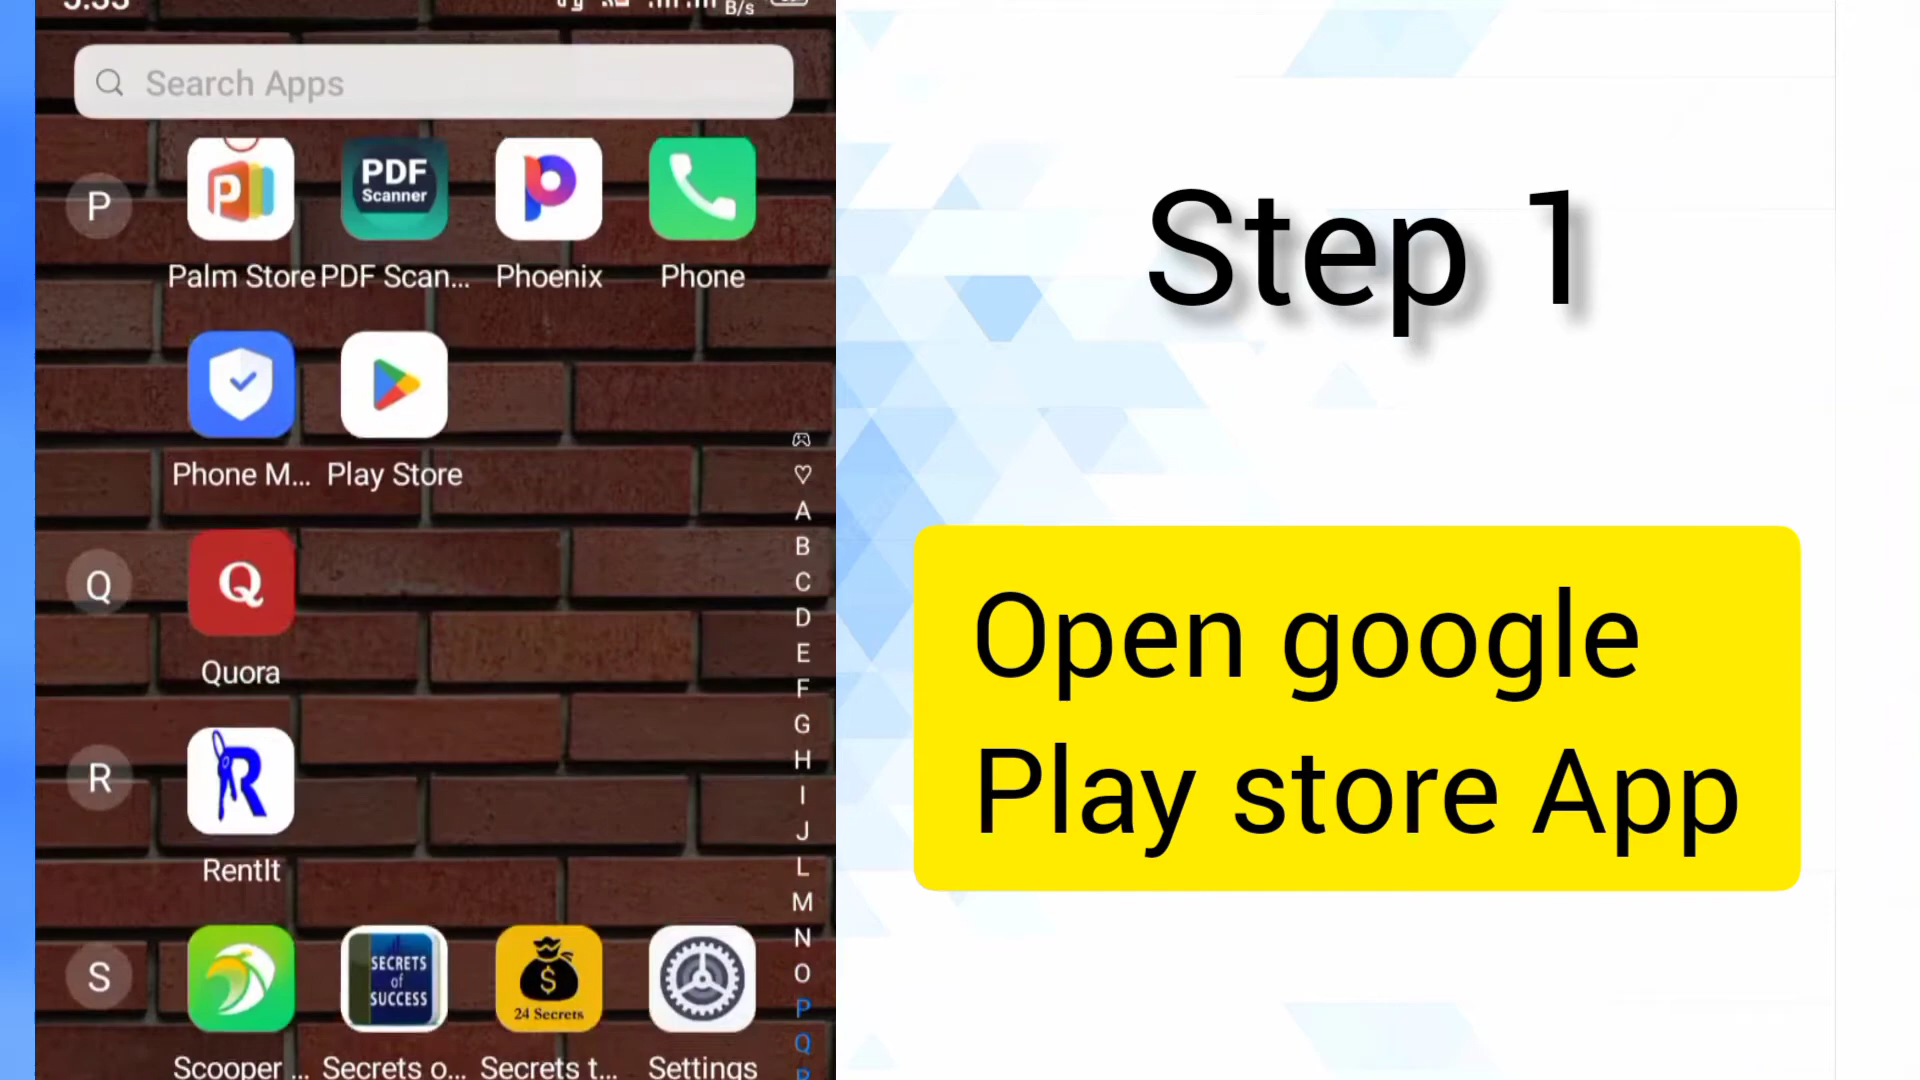 B/s
Search Apps
P
P
PDF
Scanner
Palm Store PDF Scan... Phoenix Phone
Phone M... Play Store
Q
Q
Quora
R
R
RentIt
S
SECRETS
of
SUCCESS
$
24 Secrets
Scooper ... Secrets o... Secrets t... Settings
A
B
C
D
E
F
G
H
I
J
L
M
N
O
P
Q
R
Step 1
Open google
Play store App